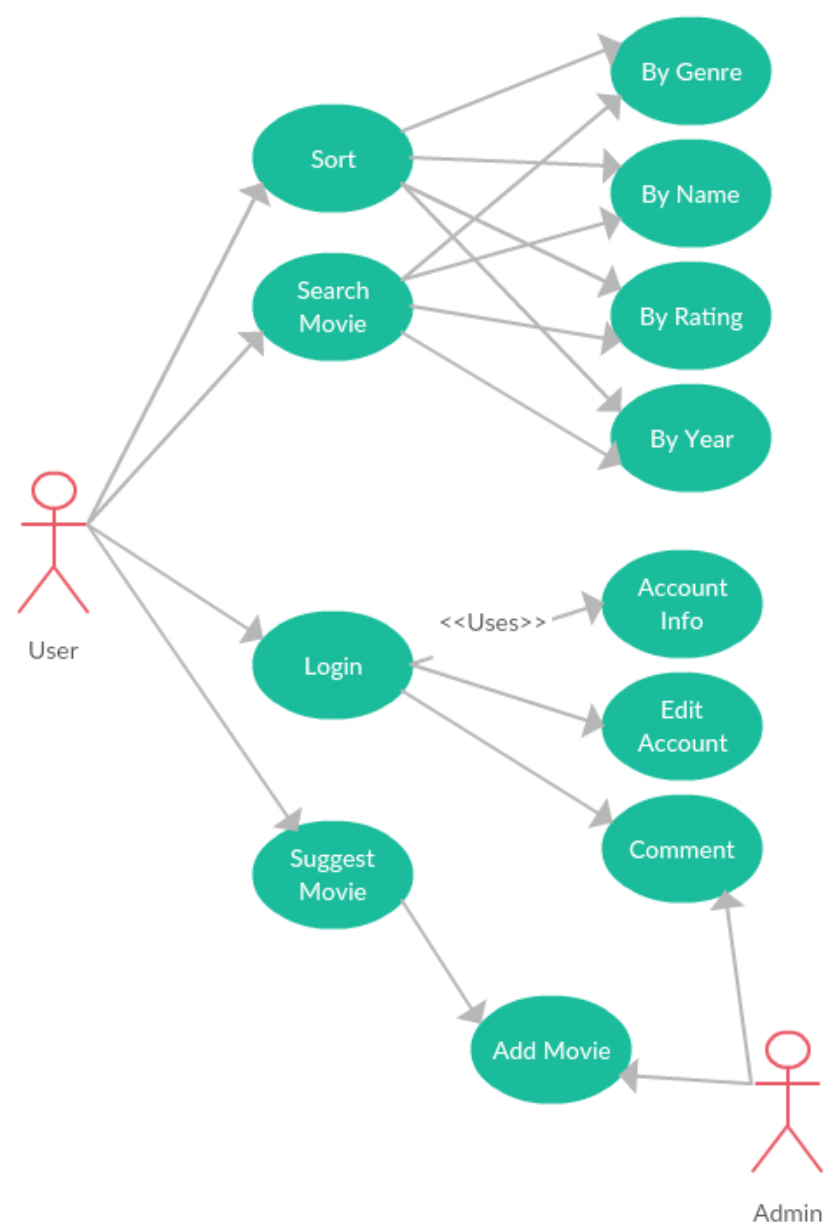 By Genre
Sort
By Name
Search
Movie
By Rating
By Year
Account
Info
<<Uses>>
User
Login
Edit
Account
Comment
Suggest
Movie
Add Movie
Admin